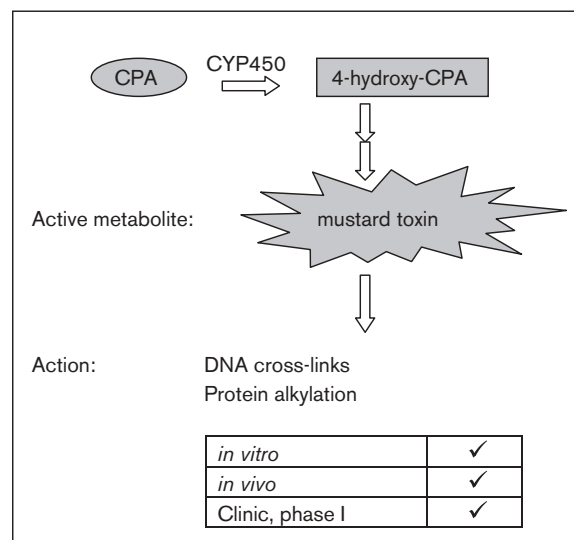 CPA
CYP450
4-hydroxy-CPA
Active metabolite:
mustard toxin
Action:
DNA cross-links
Protein alkylation
in vitro ✓
in vivo ✓
Clinic, phase I ✓